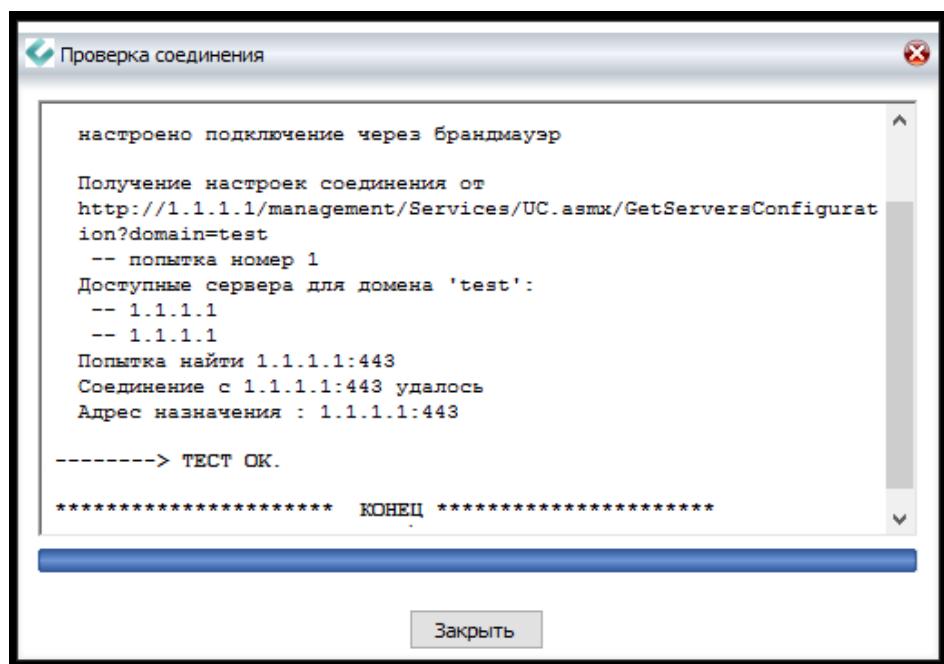 Проверка соединения
настроено подключение через брандмауэр
Получение настроек соединения от
http://1.1.1.1/management/Services/UC.asmx/GetServersConfigurat
ion?domain=test
-- попытка номер 1
Доступные сервера для домена 'test':
-- 1.1.1.1
-- 1.1.1.1
Попытка найти 1.1.1.1:443
Соединение с 1.1.1.1:443 удалось
Адрес назначения : 1.1.1.1:443
--------> ТЕСТ ОК.
********************** КОНЕЦ **********************
Закрыть